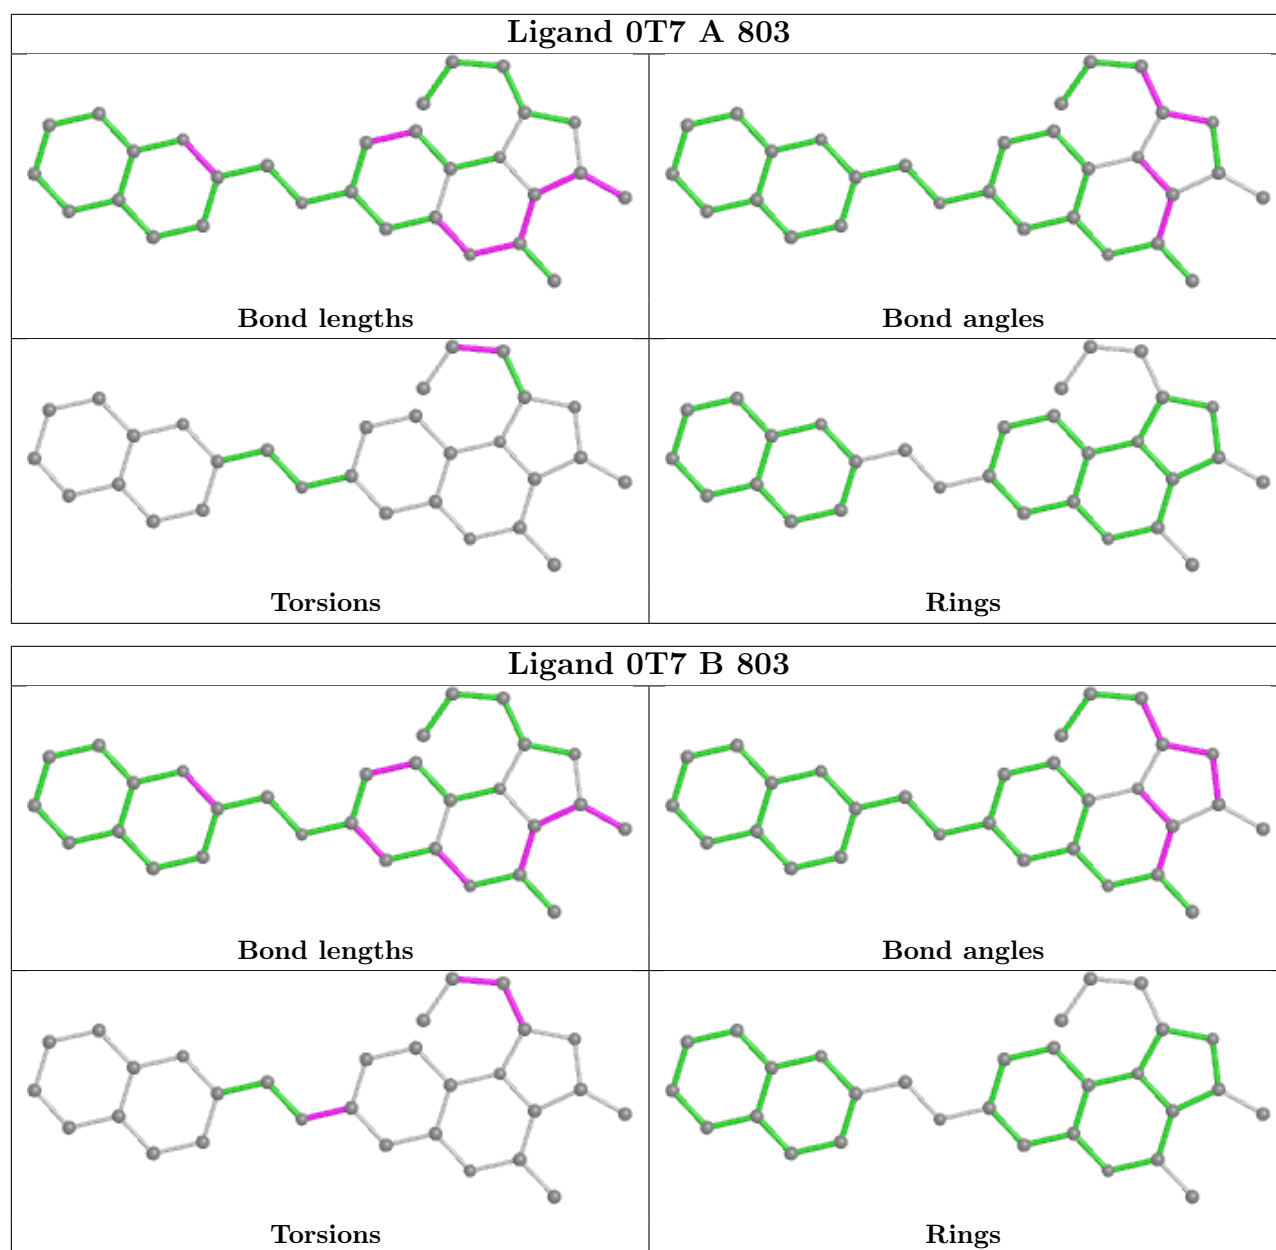 Ligand 0T7 A 803
Bond lengths
Bond angles
Torsions
Rings
Ligand 0T7 B 803
Bond lengths
Bond angles
Torsions
Rings